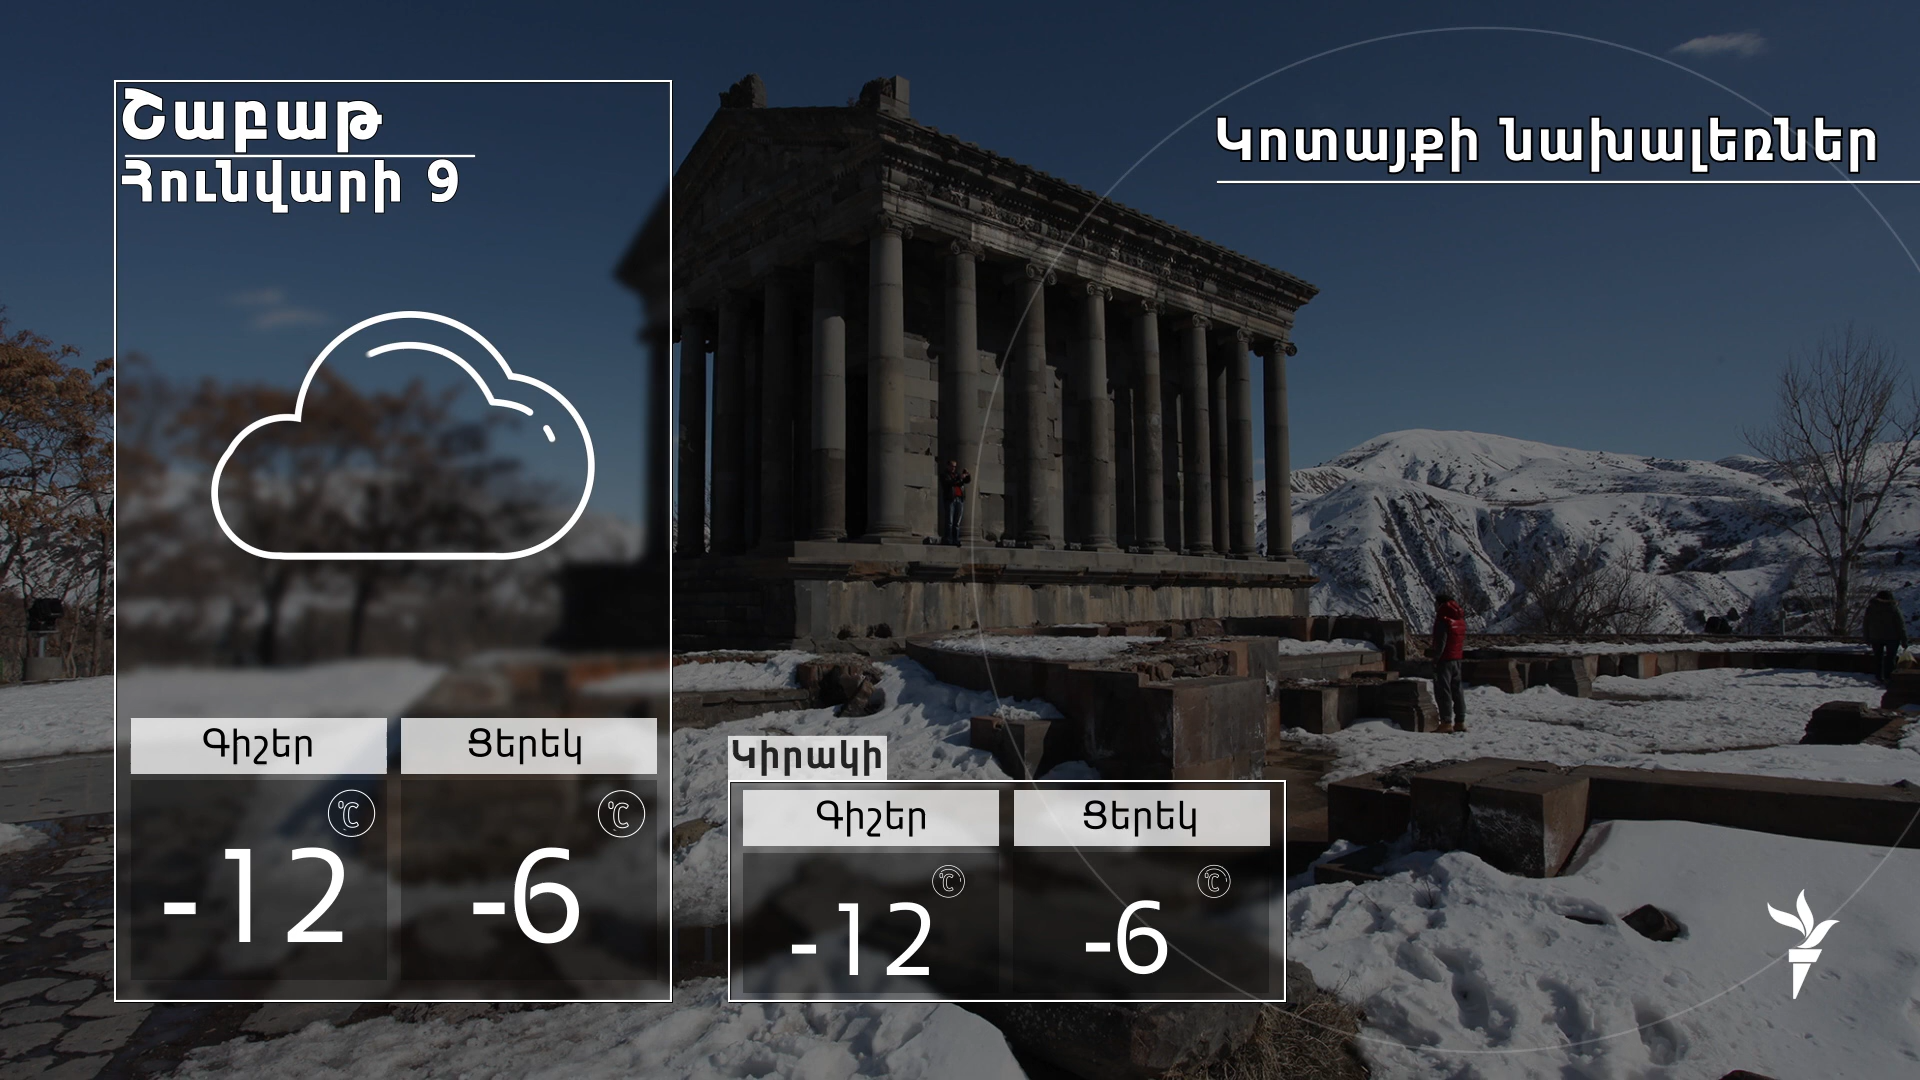 Շաբաթ
Հունվարի 9
Կոտայքի նախալեռներ
Գիշեր
Ցերեկ
℃
℃
-12
-6
Կիրակի
Գիշեր
Ցերեկ
℃
℃
-12
-6